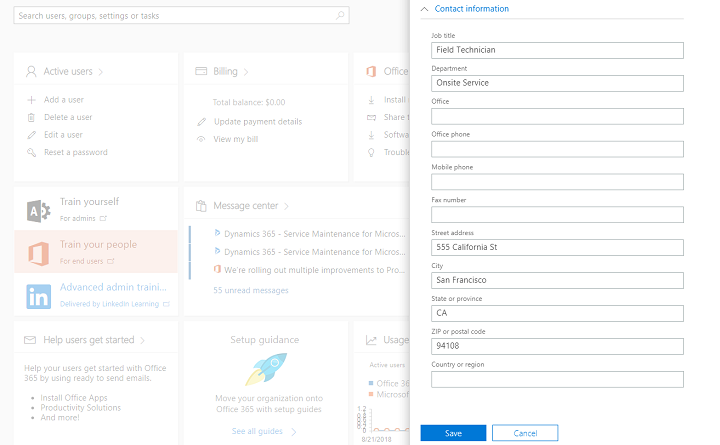 Search users, groups, settings or tasks
Active users
Add a user
Delete a user
Edit a user
Reset a password
Billing
Total balance: $0.00
Update payment details
View my bill
Office
Install
Share t
Softwa
Trouble
Train yourself
For admins
Train your people
For end users
Advanced admin traini...
Delivered by LinkedIn Learning
Message center
Dynamics 365 - Service Maintenance for Micros...
Dynamics 365 - Service Maintenance for Micros...
We're rolling out multiple improvements to Pro...
55 unread messages
Help users get started
Help your users get started with Office
365 by using ready to send emails.
• Install Office Apps
• Productivity Solutions
• And more!
Setup guidance
Move your organization onto
Office 365 with setup guides
See all guides
Usage
Active users
Office 36
Microsof
1.2
0.2
0
8/21/2018
Contact information
Job title
Field Technician
Department
Onsite Service
Office
Office phone
Mobile phone
Fax number
Street address
555 California St
City
San Francisco
State or province
CA
ZIP or postal code
94108
Country or region
Save
Cancel